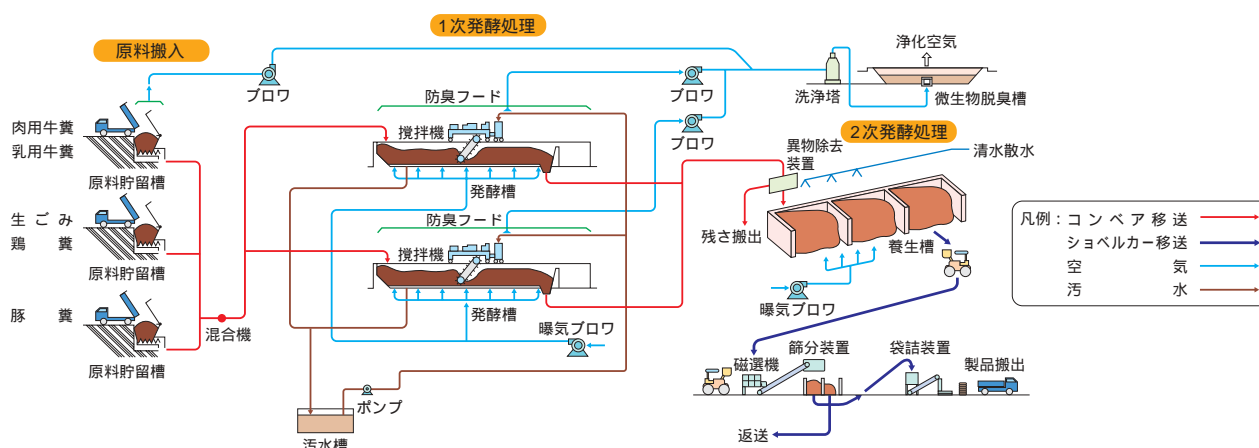 原料搬入
1次発酵処理
ブロワ
防臭フード
撹拌機
発酵槽
ブロワ
ブロワ
洗浄塔
浄化空気
微生物脱臭槽
肉用牛糞
乳用牛糞
原料貯留槽
生ごみ
鶏糞
原料貯留槽
豚糞
原料貯留槽
混合機
防臭フード
撹拌機
発酵槽
曝気ブロワ
ポンプ
汚水槽
2次発酵処理
異物除去
装置
清水散水
残さ搬出
養生槽
曝気ブロワ
磁選機
篩分装置
袋詰装置
製品搬出
返送
凡例：コンベア移送
ショベルカー移送
空気
汚水